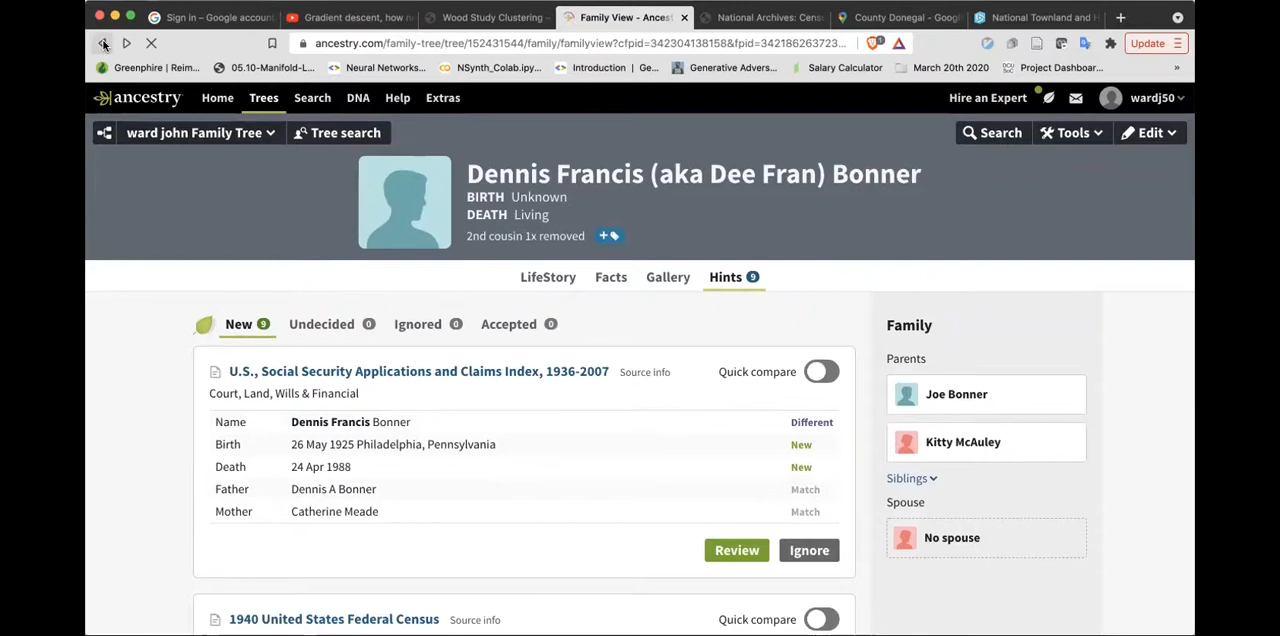 Sign in – Google accoun
Gradient descent, how n
Wood Study Clustering –
Family View - Ances
National Archives: Cens
County Donegal - Googl
National Townland and H
ancestry.com/family-tree/tree/152431544/family/familyview?cfpid=342304138158&fpid=342186263723...
Update
Greenphire | Reim...
05.10-Manifold-L...
Neural Networks...
NSynth_Colab.ipy...
Introduction | Ge...
Generative Advers...
Salary Calculator
March 20th 2020
Project Dashboar...
»
ancestry
Home
Trees
Search
DNA
Help
Extras
Hire an Expert
wardj50
ward john Family Tree
Tree search
Search
Tools
Edit
Dennis Francis (aka Dee Fran) Bonner
BIRTH Unknown
DEATH Living
2nd cousin 1x removed
LifeStory
Facts
Gallery
Hints 9
New 9
Undecided 0
Ignored 0
Accepted 0
U.S., Social Security Applications and Claims Index, 1936-2007 Source info
Quick compare
Court, Land, Wills & Financial
Name Dennis Francis Bonner Different
Birth 26 May 1925 Philadelphia, Pennsylvania New
Death 24 Apr 1988 New
Father Dennis A Bonner Match
Mother Catherine Meade Match
Review
Ignore
1940 United States Federal Census Source info
Quick compare
Family
Parents
Joe Bonner
Kitty McAuley
Siblings
Spouse
No spouse